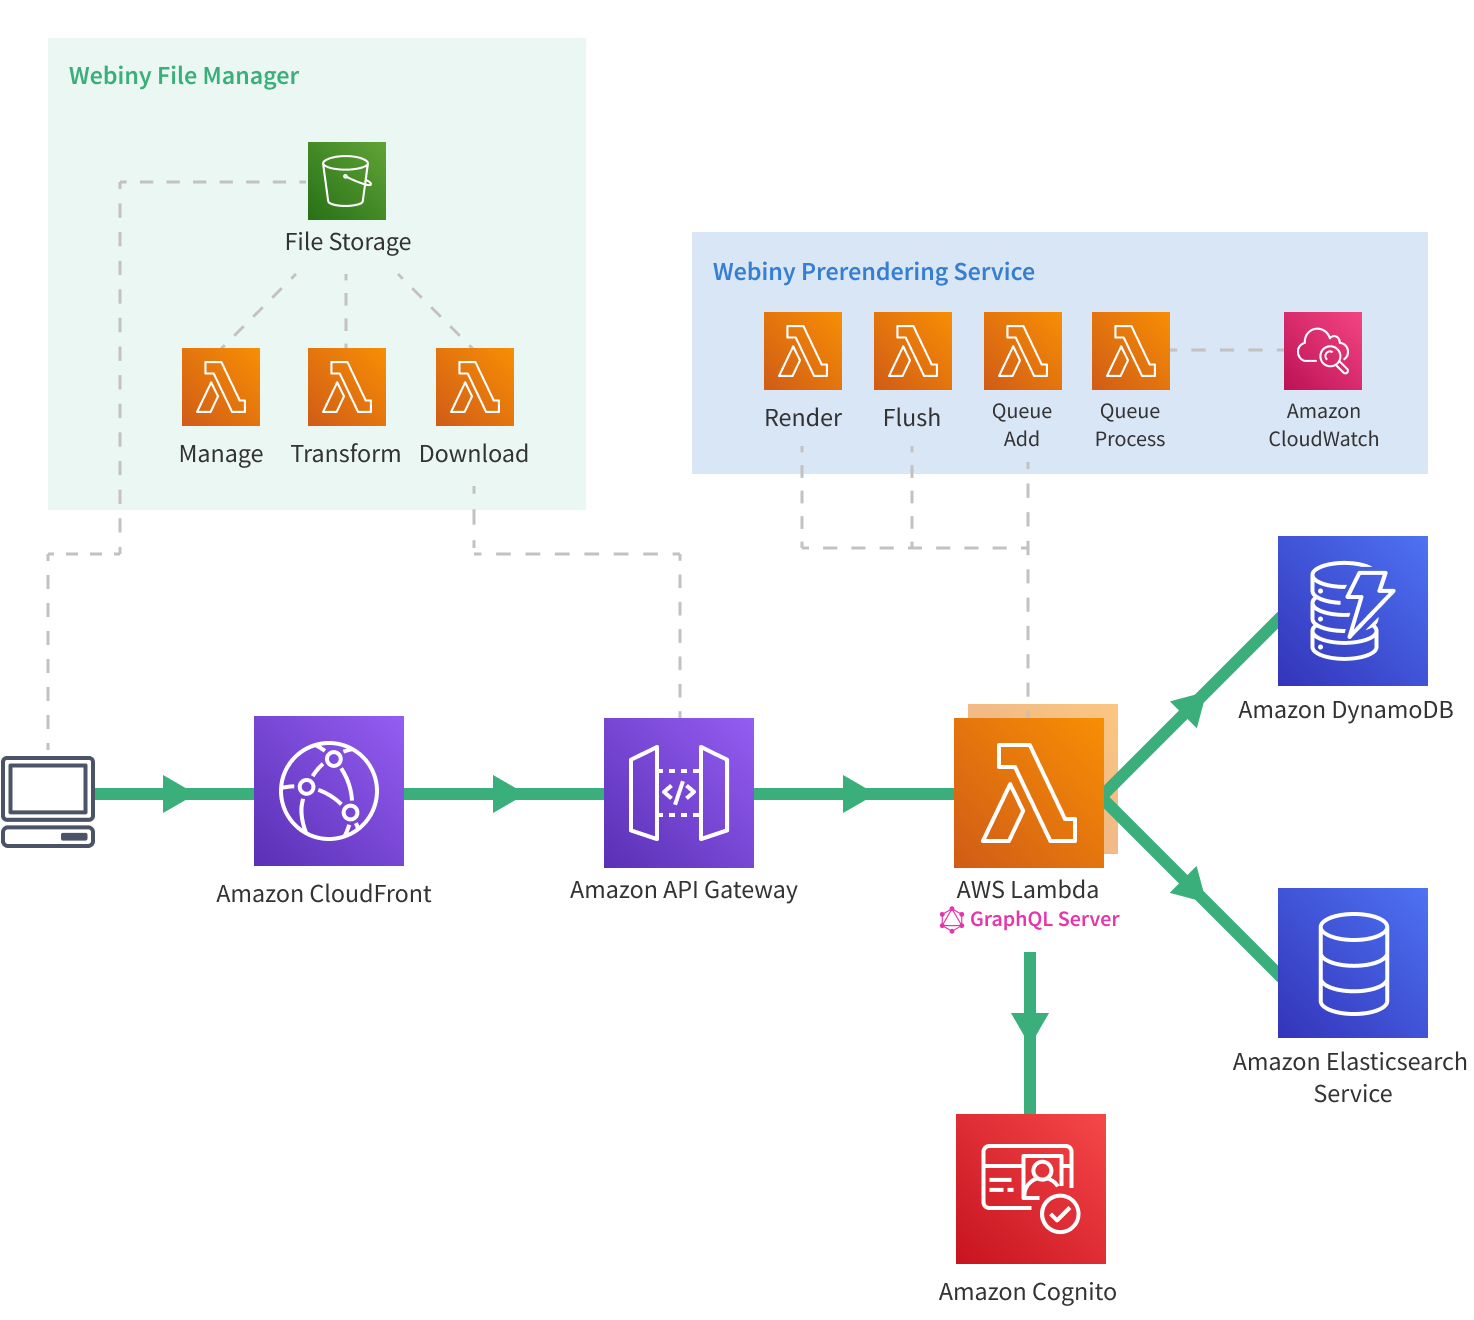 Webiny File Manager
File Storage
Manage
Transform
Download
Webiny Prerendering Service
Render
Flush
Queue
Add
Queue
Process
Amazon
CloudWatch
Amazon DynamoDB
Amazon CloudFront
Amazon API Gateway
AWS Lambda
GraphQL Server
Amazon Elasticsearch
Service
Amazon Cognito